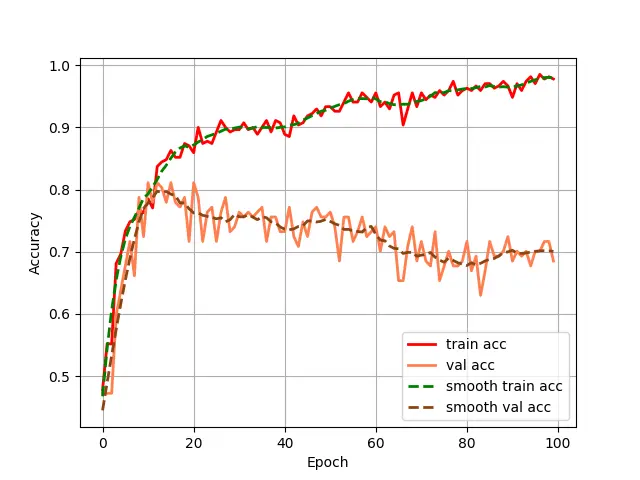 1.0
0.9
0.8
0.7
0.6
0.5
Accuracy
train acc
val acc
smooth train acc
smooth val acc
0 20 40 60 80 100
Epoch